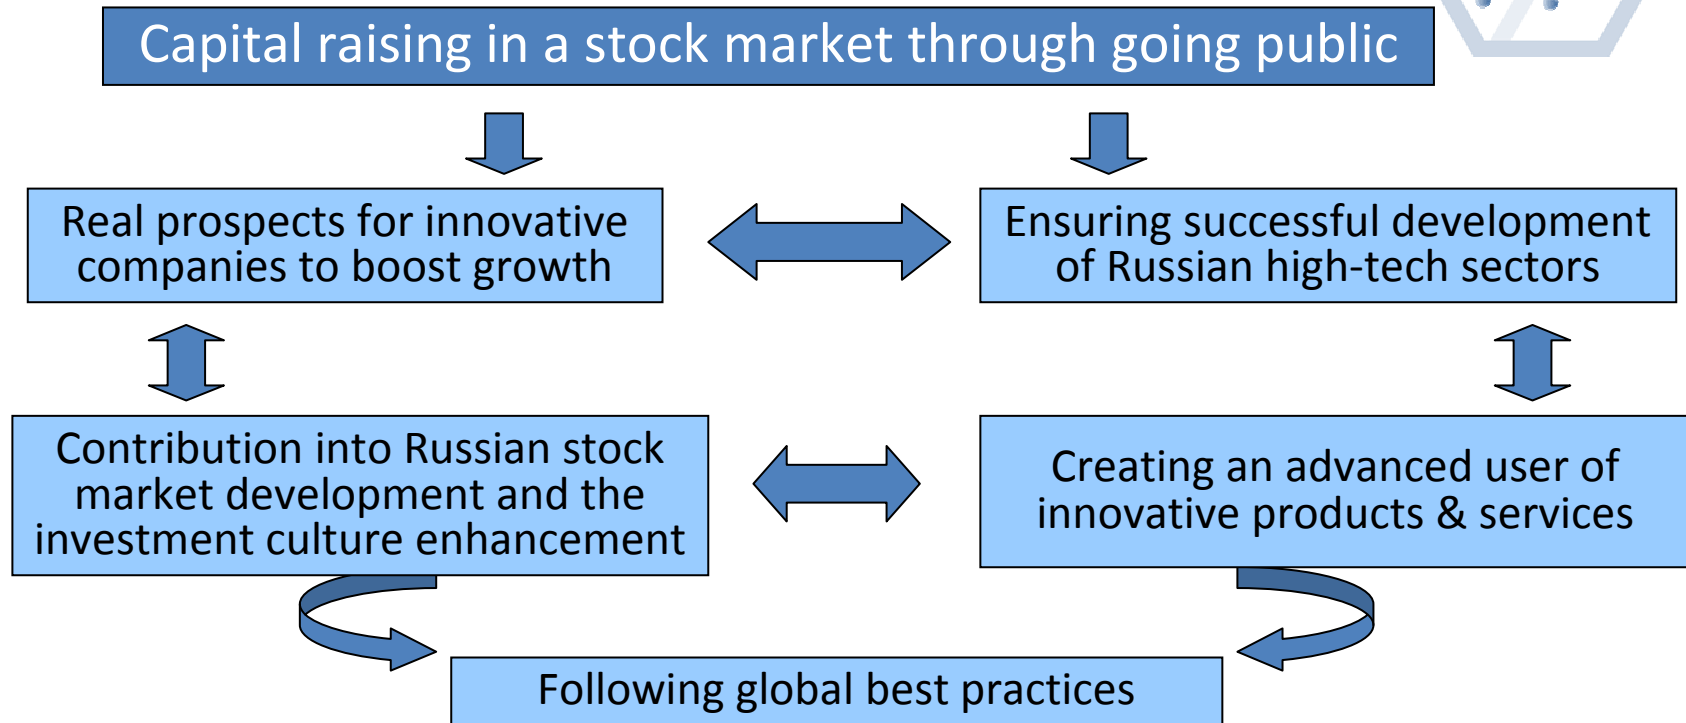 Capital raising in a stock market through going public
Real prospects for innovative
companies to boost growth
Ensuring successful development
of Russian high-tech sectors
Contribution into Russian stock
market development and the
investment culture enhancement
Creating an advanced user of
innovative products & services
Following global best practices